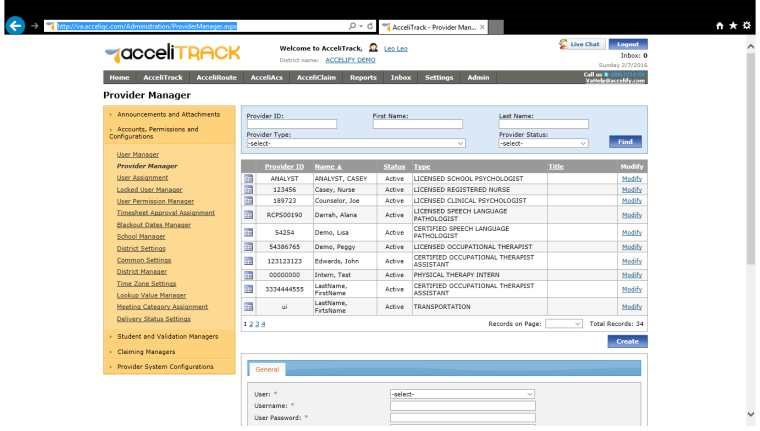 http://va.acceliqc.com/Administration/ProviderManager.aspx
AcceliTrack - Provider Man...
acceliTRACK
Welcome to AcceliTrack, Leo Leo
District name: ACCELIFY DEMO
Live Chat
Logout
Inbox: 0
Sunday 2/7/2016
Home AcceliTrack AcceliRoute AcceliAcs AcceliClaim Reports Inbox Settings Admin
Call us
VaHelp@accelify.com
Provider Manager
Announcements and Attachments
Accounts, Permissions and
Configurations
User Manager
Provider Manager
User Assignment
Locked User Manager
User Permission Manager
Timesheet Approval Assignment
Blackout Dates Manager
School Manager
District Settings
Common Settings
District Manager
Time Zone Settings
Lookup Value Manager
Meeting Category Assignment
Delivery Status Settings
Student and Validation Managers
Claiming Managers
Provider System Configurations
Provider ID: First Name: Last Name:
Provider Type: Provider Status:
-select- -select- Find
Provider ID Name ▲ Status Type Title Modify
ANALYST ANALYST, CASEY Active LICENSED SCHOOL PSYCHOLOGIST Modify
123456 Casey, Nurse Active LICENSED REGISTERED NURSE Modify
189723 Counselor, Joe Active LICENSED CLINICAL PSYCHOLOGIST Modify
RCPS00190 Darrah, Alana Active LICENSED SPEECH LANGUAGE
PATHOLOGIST Modify
54254 Demo, Lisa Active CERTIFIED SPEECH LANGUAGE
PATHOLOGIST Modify
54386765 Demo, Peggy Active LICENSED OCCUPATIONAL THERAPIST Modify
123123123 Edwards, John Active CERTIFIED OCCUPATIONAL THERAPIST
ASSISTANT Modify
00000000 Intern, Test Active PHYSICAL THERAPY INTERN Modify
3334444555 LastName,
FirstName Active CERTIFIED OCCUPATIONAL THERAPIST
ASSISTANT Modify
ui LastName,
FirtsName Active TRANSPORTATION Modify
1 2 3 4 Records on Page: Total Records: 34
Create
General
User: * -select-
Username: *
User Password: *